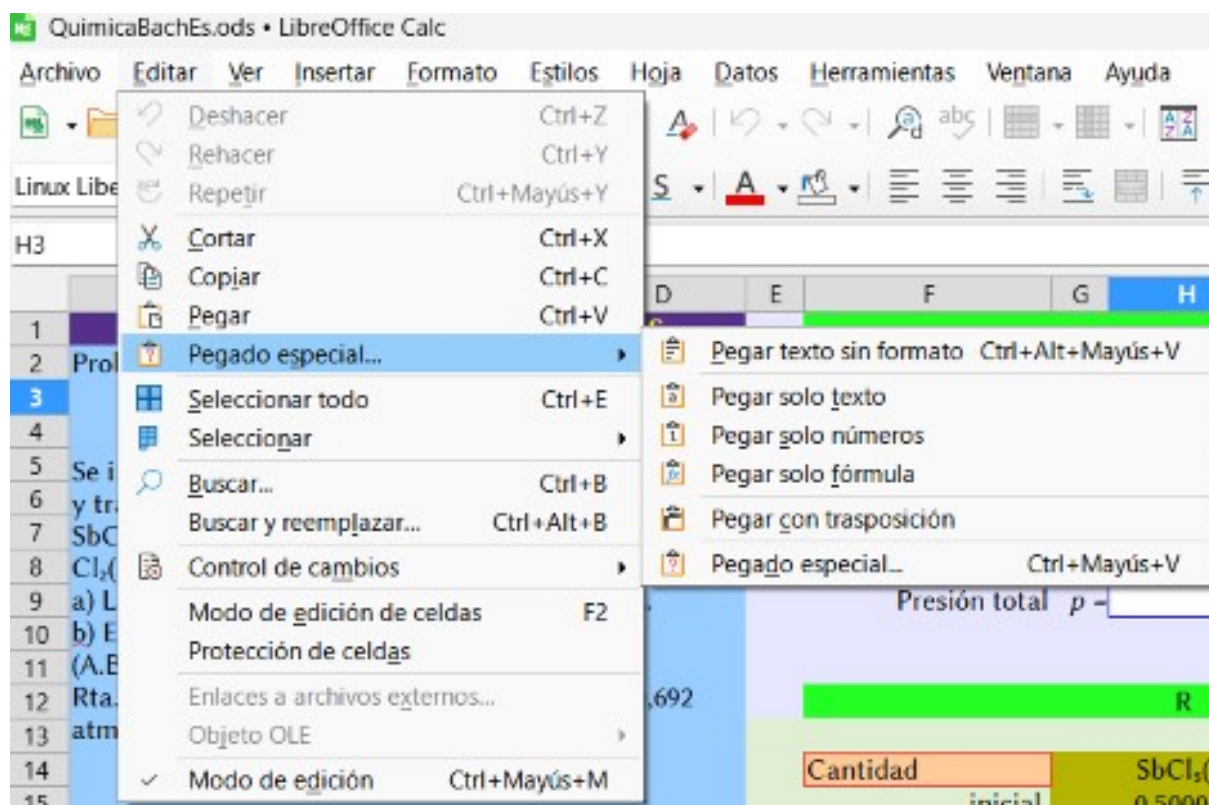 QuimicaBachEs.ods • LibreOffice Calc
Archivo Editar Ver Insertar Formato Estilos Hoja Datos Herramientas Ventana Ayuda
Deshacer Ctrl+Z
Rehacer Ctrl+Y
Linux Libe Repetir Ctrl+Mayús+Y
H3 Cortar Ctrl+X
Copiar Ctrl+C
D E F G H
1 Pegar Ctrl+V
2 Prol Pegado especial... Pegar texto sin formato Ctrl+Alt+Mayús+V
3 Seleccionar todo Ctrl+E Pegar solo texto
4 Seleccionar Pegar solo números
5 Se i Buscar... Ctrl+B Pegar solo fórmula
6 y tra
7 SbC Buscar y reemplazar... Ctrl+Alt+B Pegar con trasposición
8 Cl₂( Control de cambios Pegado especial... Ctrl+Mayús+V
9 a) L Modo de edición de celdas F2 Presión total p =
10 b) E
11 (A.B Protección de celdas
12 Rta. Enlaces a archivos externos... ,692 R
13 atm Objeto OLE
14 Modo de edición Ctrl+Mayús+M Cantidad SbCl₅(
15 inicial 0,5000